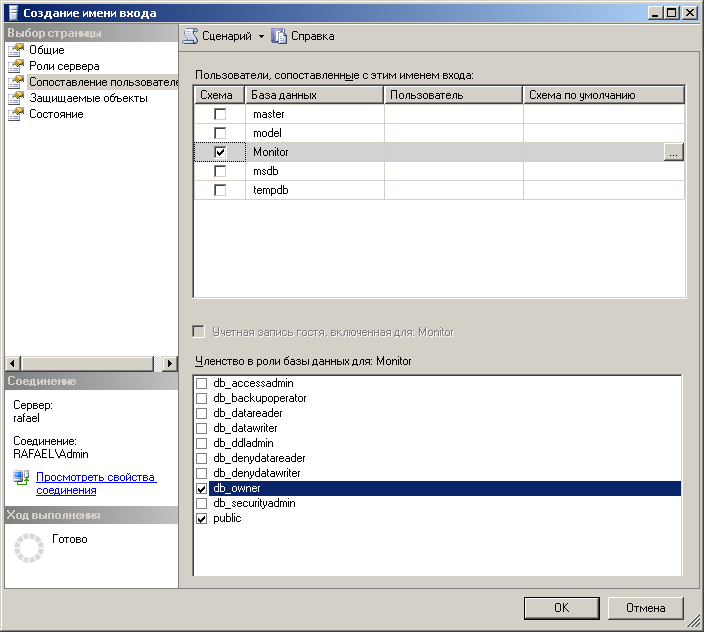 Создание имени входа
Выбор страницы
Общие
Роли сервера
Сопоставление пользователе
Защищаемые объекты
Состояние
Сценарий
Справка
Пользователи, сопоставленные с этим именем входа:
Схема База данных Пользователь Схема по умолчанию
master
model
Monitor ...
msdb
tempdb
Учетная запись гостя, включенная для: Monitor
Членство в роли базы данных для: Monitor
db_accessadmin
db_backupoperator
db_datareader
db_datawriter
db_ddladmin
db_denydatareader
db_denydatawriter
db_owner
db_securityadmin
public
Соединение
Сервер:
rafael
Соединение:
RAFAEL\Admin
Просмотреть свойства
соединения
Ход выполнения
Готово
OK
Отмена